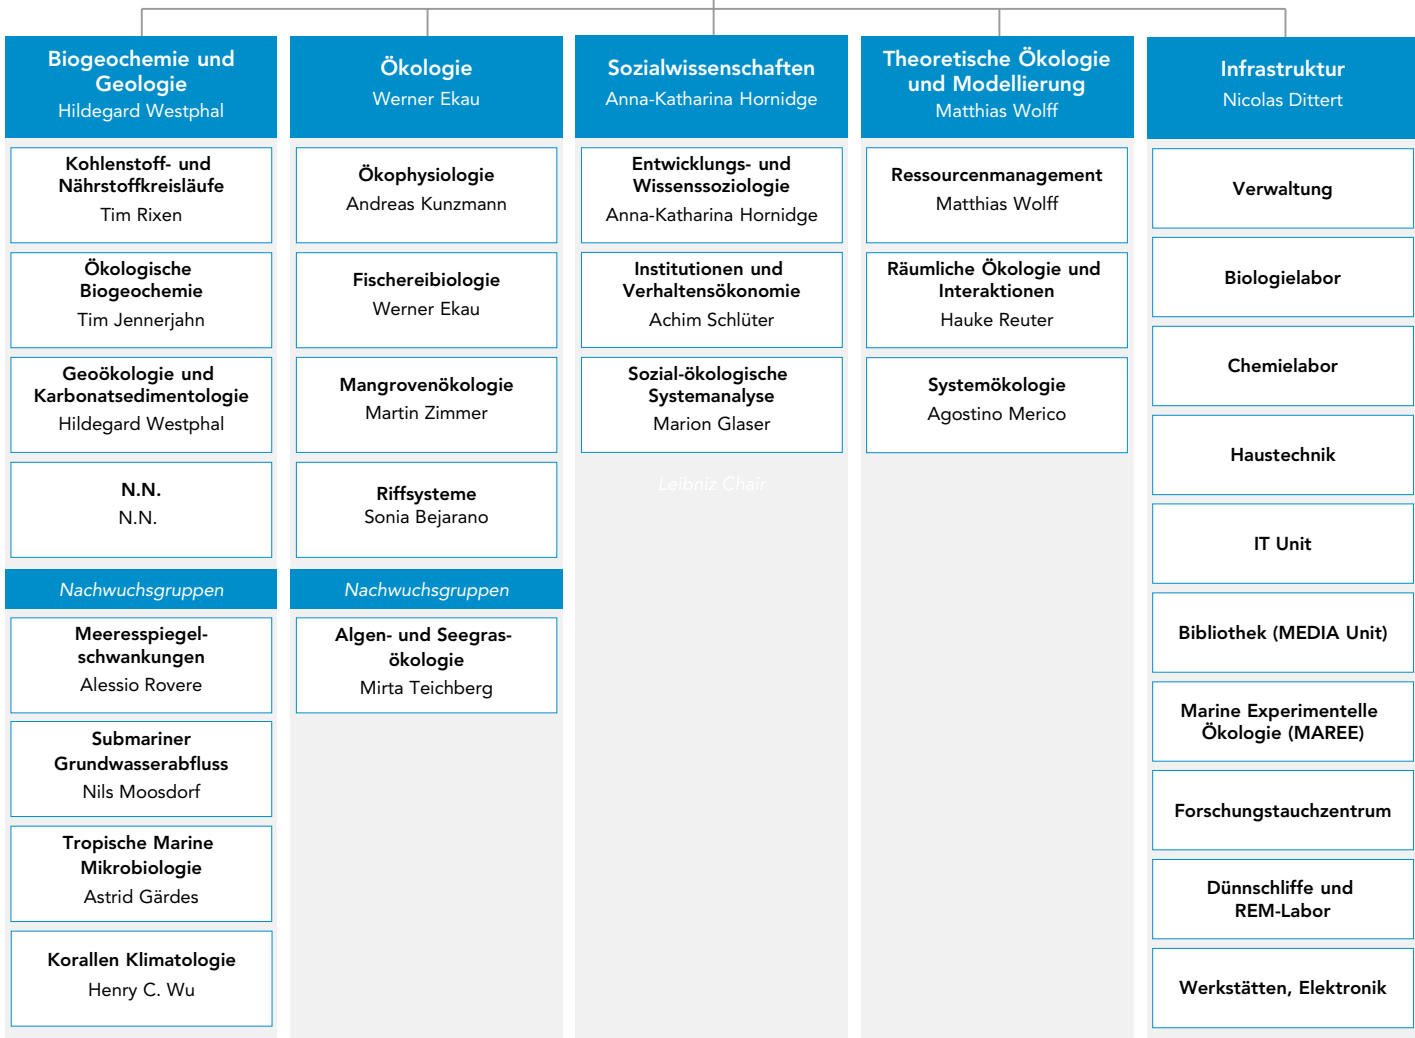 Biogeochemie und
Geologie
Hildegard Westphal
Kohlenstoff- und
Nährstoffkreisläufe
Tim Rixen
Ökologische
Biogeochemie
Tim Jennerjahn
Geoökologie und
Karbonatsedimentologie
Hildegard Westphal
N.N.
N.N.
Nachwuchsgruppen
Meeresspiegel-
schwankungen
Alessio Rovere
Submariner
Grundwasserabfluss
Nils Moosdorf
Tropische Marine
Mikrobiologie
Astrid Gärdes
Korallen Klimatologie
Henry C. Wu
Ökologie
Werner Ekau
Ökophysiologie
Andreas Kunzmann
Fischereibiologie
Werner Ekau
Mangrovenökologie
Martin Zimmer
Riffsysteme
Sonia Bejarano
Nachwuchsgruppen
Algen- und Seegras-
ökologie
Mirta Teichberg
Sozialwissenschaften
Anna-Katharina Hornidge
Entwicklungs- und
Wissenssoziologie
Anna-Katharina Hornidge
Institutionen und
Verhaltensökonomie
Achim Schlüter
Sozial-ökologische
Systemanalyse
Marion Glaser
Leibniz Chair
Theoretische Ökologie
und Modellierung
Matthias Wolff
Ressourcenmanagement
Matthias Wolff
Räumliche Ökologie und
Interaktionen
Hauke Reuter
Systemökologie
Agostino Merico
Infrastruktur
Nicolas Dittert
Verwaltung
Biologielabor
Chemielabor
Haustechnik
IT Unit
Bibliothek (MEDIA Unit)
Marine Experimentelle
Ökologie (MAREE)
Forschungstauchzentrum
Dünnschliffe und
REM-Labor
Werkstätten, Elektronik